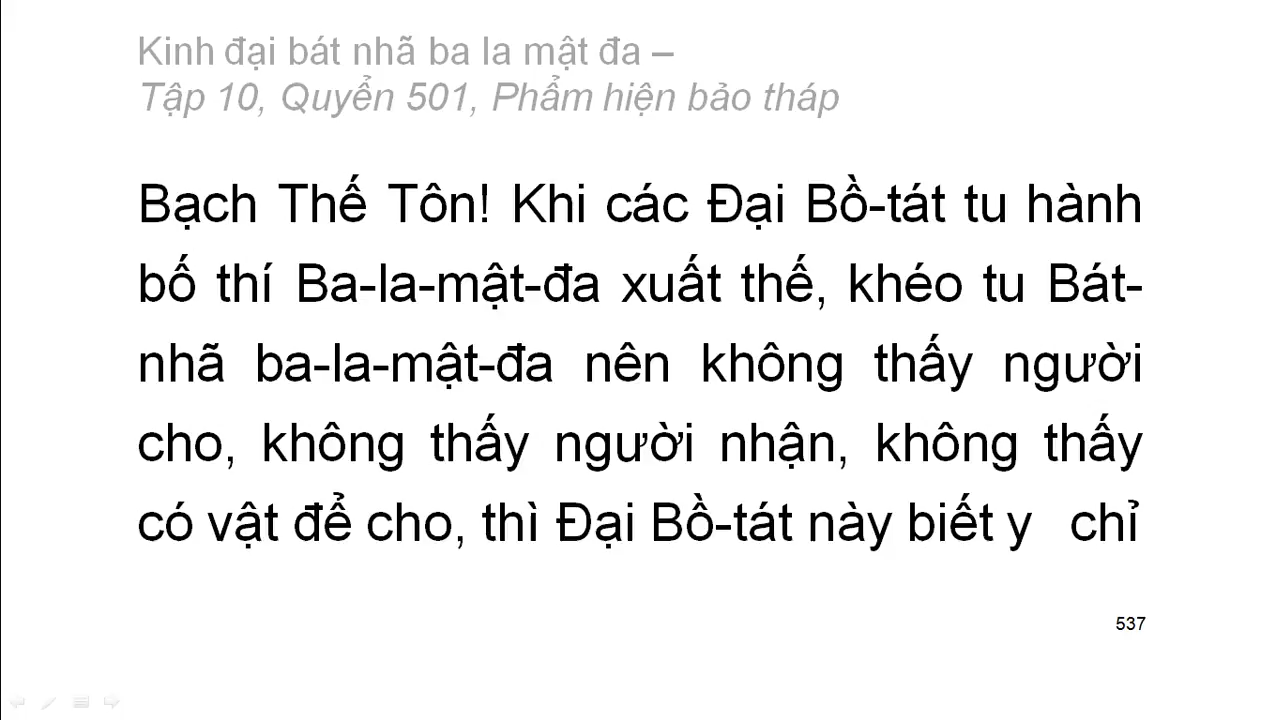 Kinh đại bát nhã ba la mật đa –
Tập 10, Quyển 501, Phẩm hiện bảo tháp
Bạch Thế Tôn! Khi các Đại Bồ-tát tu hành
bố thí Ba-la-mật-đa xuất thế, khéo tu Bát-
nhã ba-la-mật-đa nên không thấy người
cho, không thấy người nhận, không thấy
có vật để cho, thì Đại Bồ-tát này biết y chỉ
537